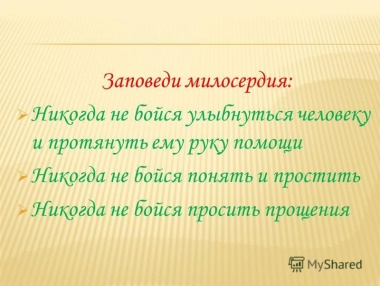 Заповеди милосердия:
Никогда не бойся улыбнуться человеку
и протянуть ему руку помощи
Никогда не бойся понять и простить
Никогда не бойся просить прощения
MyShared